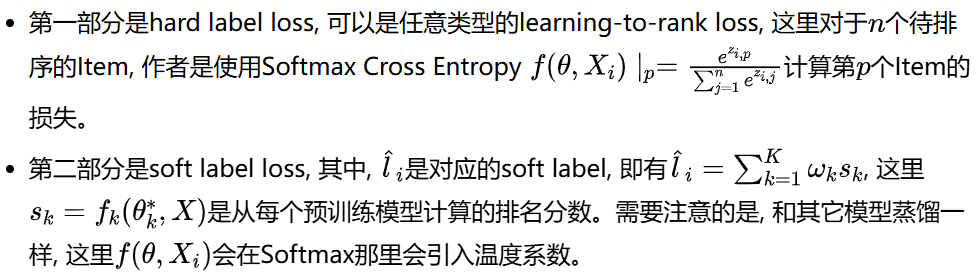 • 第一部分是hard label loss, 可以是任意类型的learning-to-rank loss, 这里对于$n$个待排
序的Item, 作者是使用Softmax Cross Entropy $f(\theta, X_i)\mid_p = \frac{e^{z_{i,p}}}{\sum_{j=1}^{n} e^{z_{i,j}}}$计算第$p$个Item的
损失。
• 第二部分是soft label loss, 其中, $\hat{l}_i$是对应的soft label, 即有$\hat{l}_i = \sum_{k=1}^{K} \omega_k s_k$, 这里
$s_k = f_k(\theta_k^*, X)$是从每个预训练模型计算的排名分数。需要注意的是, 和其它模型蒸馏一
样, 这里$f(\theta, X_i)$会在Softmax那里会引入温度系数。